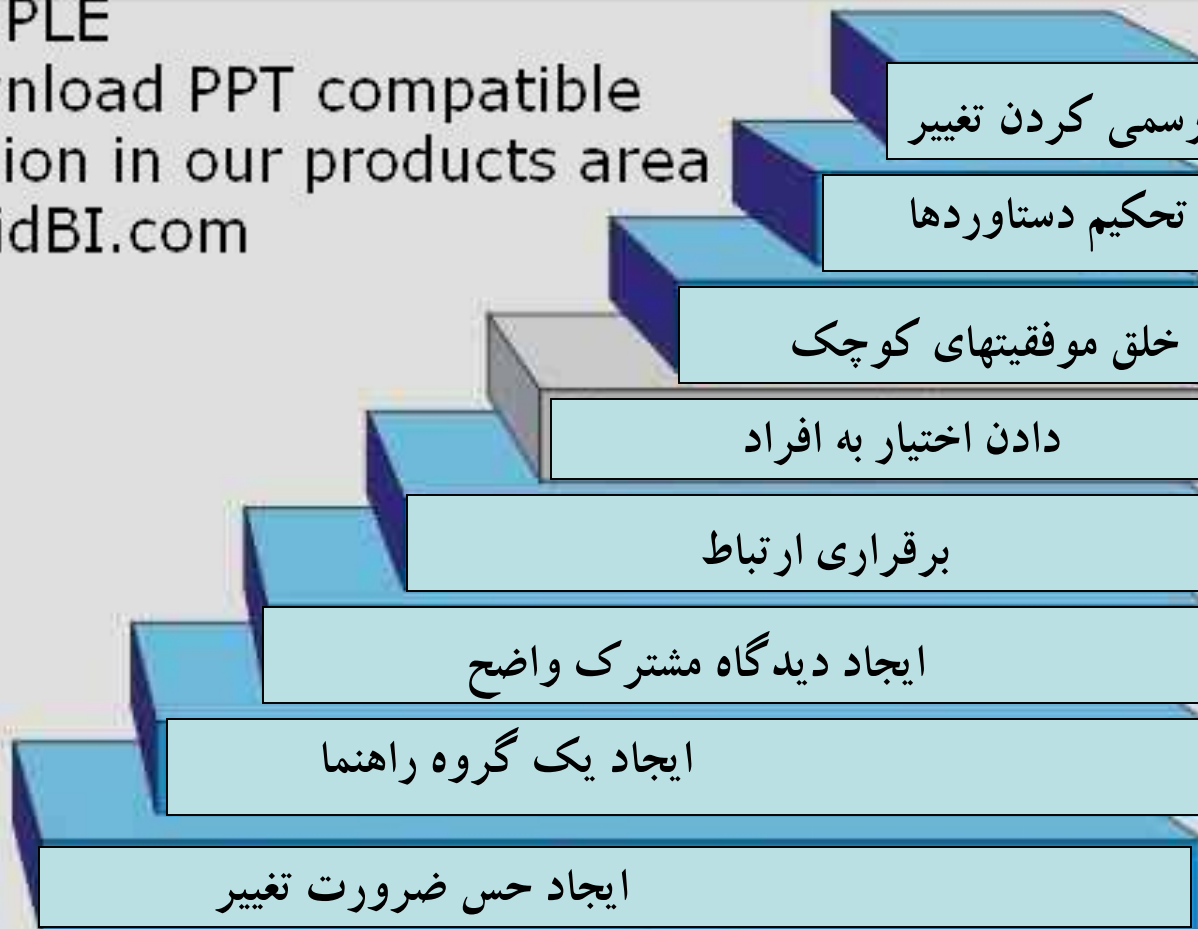 PLE
nload PPT compatible
ion in our products area
idBI.com
رسمی کردن تغییر
تحکیم دستاوردها
خلق موفقیتهای کوچک
دادن اختیار به افراد
برقراری ارتباط
ایجاد دیدگاه مشترک واضح
ایجاد یک گروه راهنما
ایجاد حس ضرورت تغییر